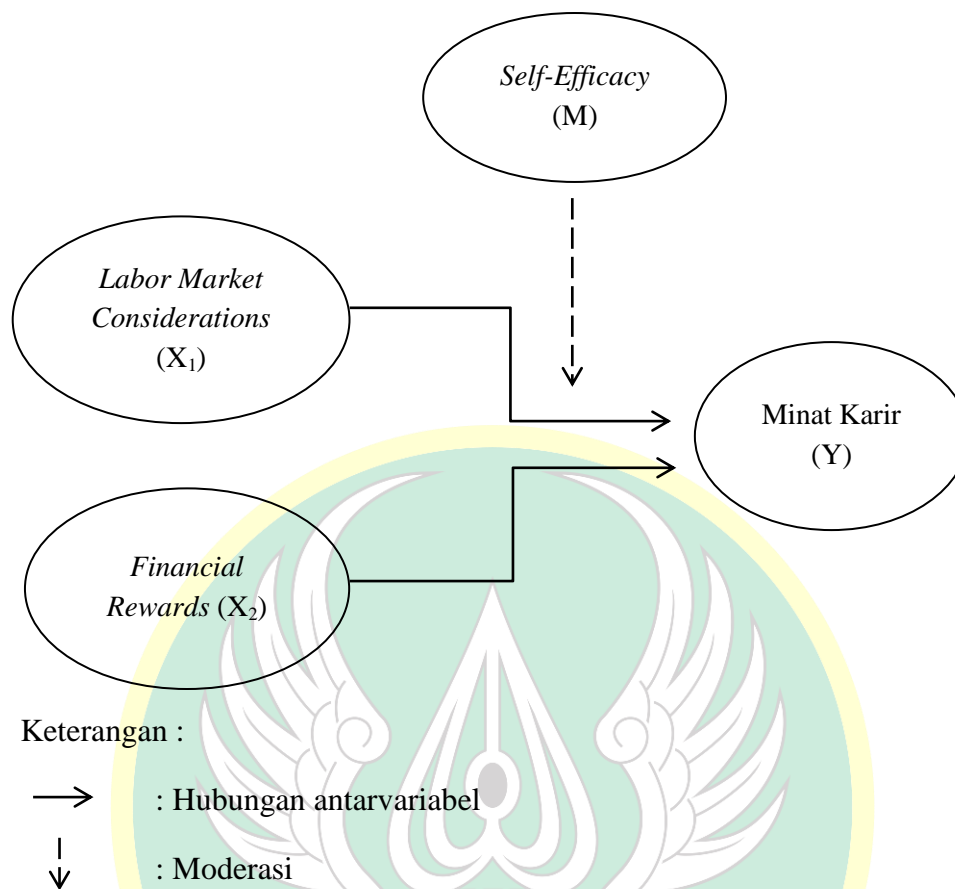 Self-Efficacy
(M)
Labor Market
Considerations
(X₁)
Minat Karir
(Y)
Financial
Rewards (X₂)
Keterangan :
: Hubungan antarvariabel
: Moderasi